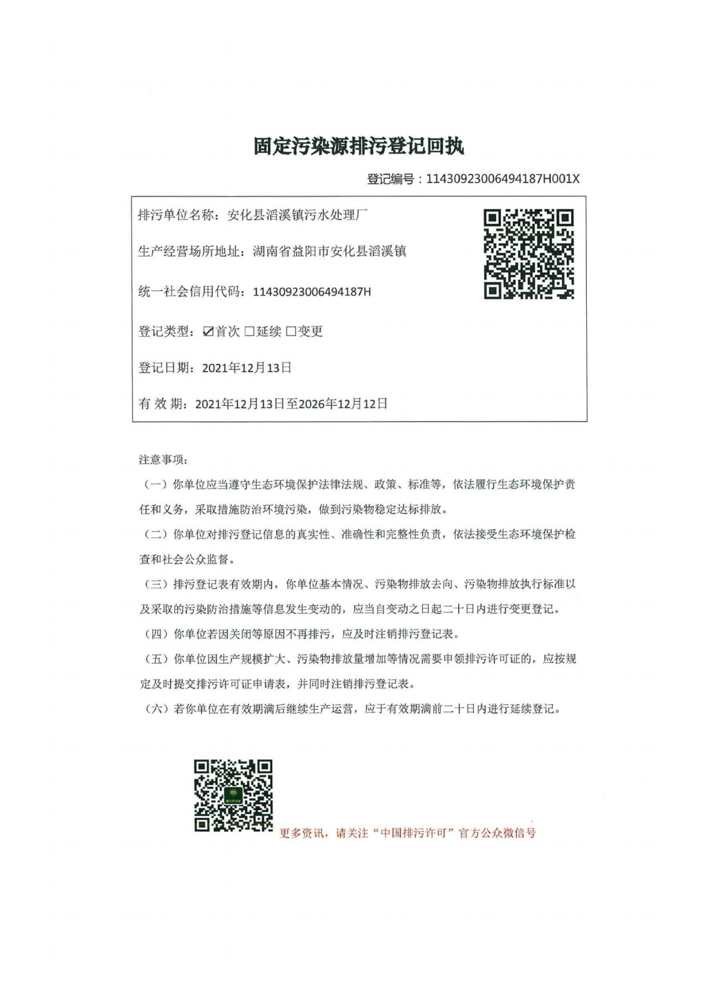 固定污染源排污登记回执
登记编号：11430923006494187H001X
排污单位名称：安化县滔溪镇污水处理厂
生产经营场所地址：湖南省益阳市安化县滔溪镇
统一社会信用代码：11430923006494187H
登记类型：☑首次 □延续 □变更
登记日期：2021年12月13日
有 效 期：2021年12月13日至2026年12月12日
注意事项：
（一）你单位应当遵守生态环境保护法律法规、政策、标准等，依法履行生态环境保护责
任和义务，采取措施防治环境污染，做到污染物稳定达标排放。
（二）你单位对排污登记信息的真实性、准确性和完整性负责，依法接受生态环境保护检
查和社会公众监督。
（三）排污登记表有效期内，你单位基本情况、污染物排放去向、污染物排放执行标准以
及采取的污染防治措施等信息发生变动的，应当自变动之日起二十日内进行变更登记。
（四）你单位若因关闭等原因不再排污，应及时注销排污登记表。
（五）你单位因生产规模扩大、污染物排放量增加等情况需要申领排污许可证的，应按规
定及时提交排污许可证申请表，并同时注销排污登记表。
（六）若你单位在有效期满后继续生产运营，应于有效期满前二十日内进行延续登记。
更多资讯，请关注“中国排污许可”官方公众微信号